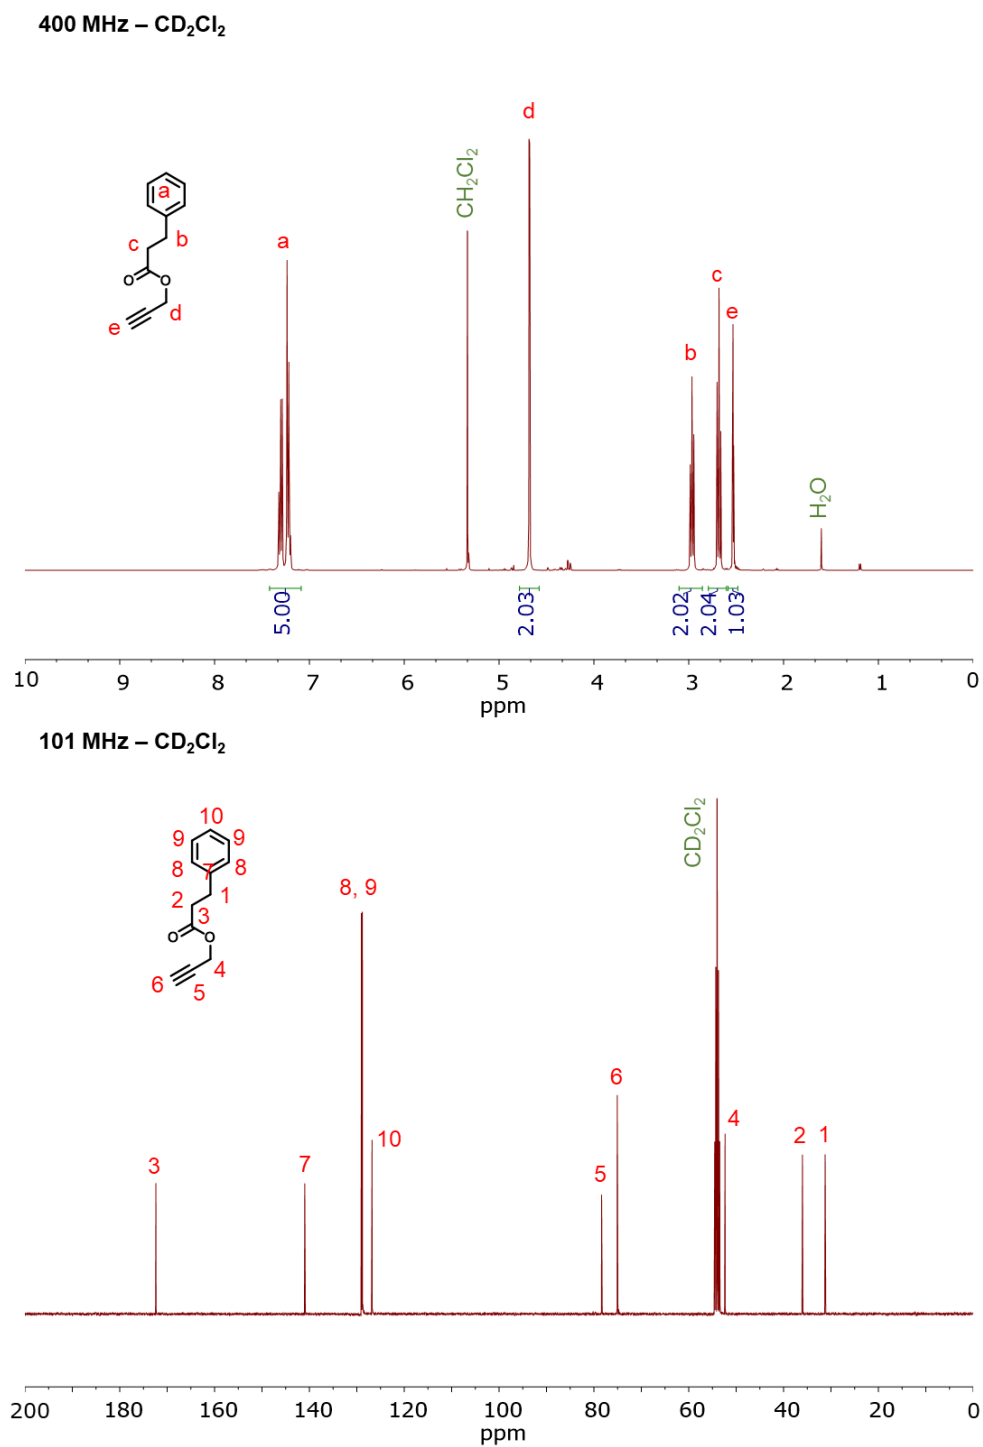 400 MHz – CD₂Cl₂
d
CH₂Cl₂
a
a
c
b
c
e
O
O
d
e
b
H₂O
5.00
2.03
2.02
2.04
1.03
10 9 8 7 6 5 4 3 2 1 0
ppm
101 MHz – CD₂Cl₂
CD₂Cl₂
10
9
9
8
8
7
8, 9
2
1
3
O
O
4
6
5
6
10
4
2
1
3
7
5
200 180 160 140 120 100 80 60 40 20 0
ppm